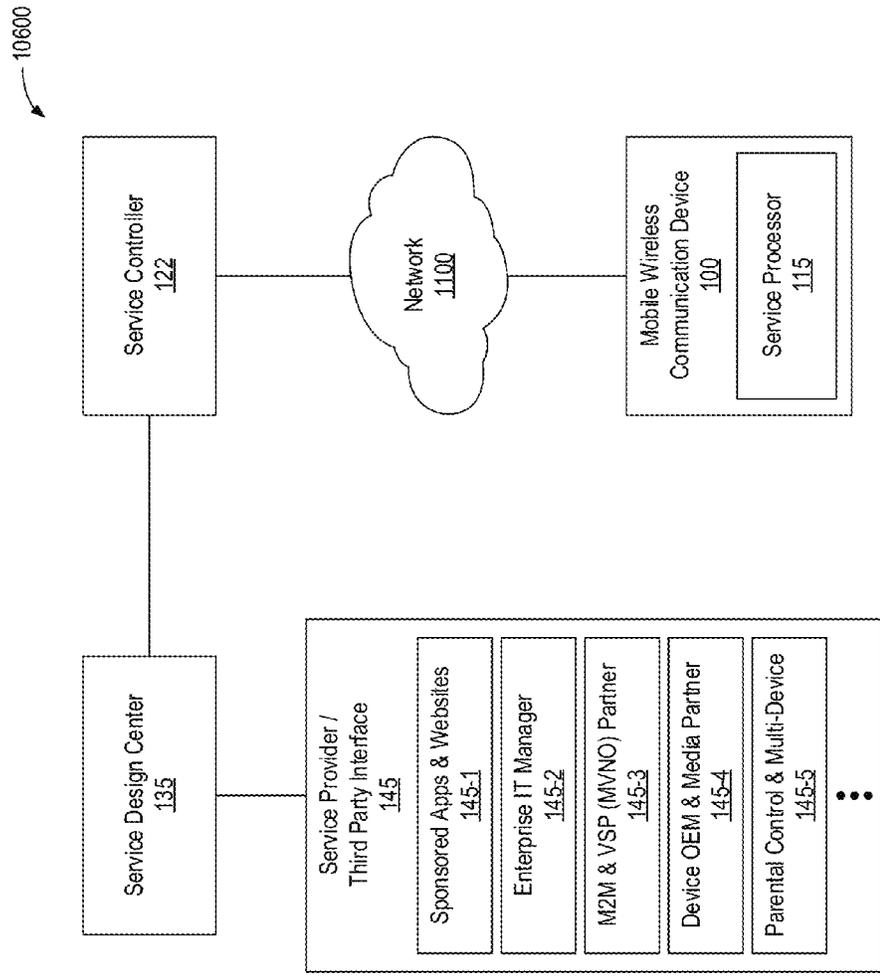 10600
Service Design Center
135
Service Controller
122
Service Provider /
Third Party Interface
145
Sponsored Apps & Websites
145-1
Enterprise IT Manager
145-2
M2M & VSP (MVNO) Partner
145-3
Device OEM & Media Partner
145-4
Parental Control & Multi-Device
145-5
Network
1100
Mobile Wireless
Communication Device
100
Service Processor
115